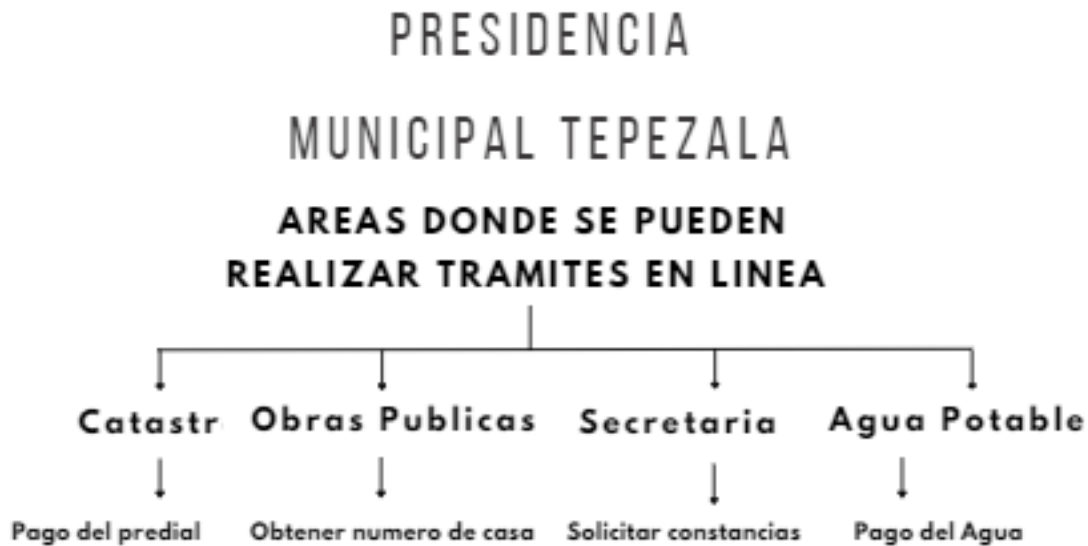 PRESIDENCIA
MUNICIPAL TEPEZALA
AREAS DONDE SE PUEDEN
REALIZAR TRAMITES EN LINEA
Catastr Obras Publicas Secretaria Agua Potable
Pago del predial Obtener numero de casa Solicitar constancias Pago del Agua